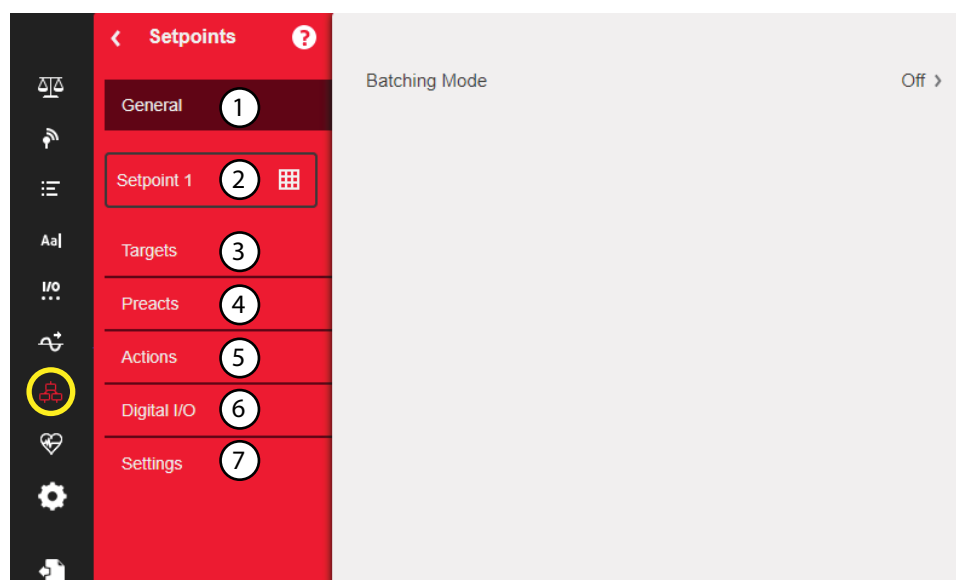 Setpoints ?
Batching Mode Off
General 1
Setpoint 1 2
Aa
Targets 3
I/O
Preacts 4
Actions 5
Digital I/O 6
Settings 7